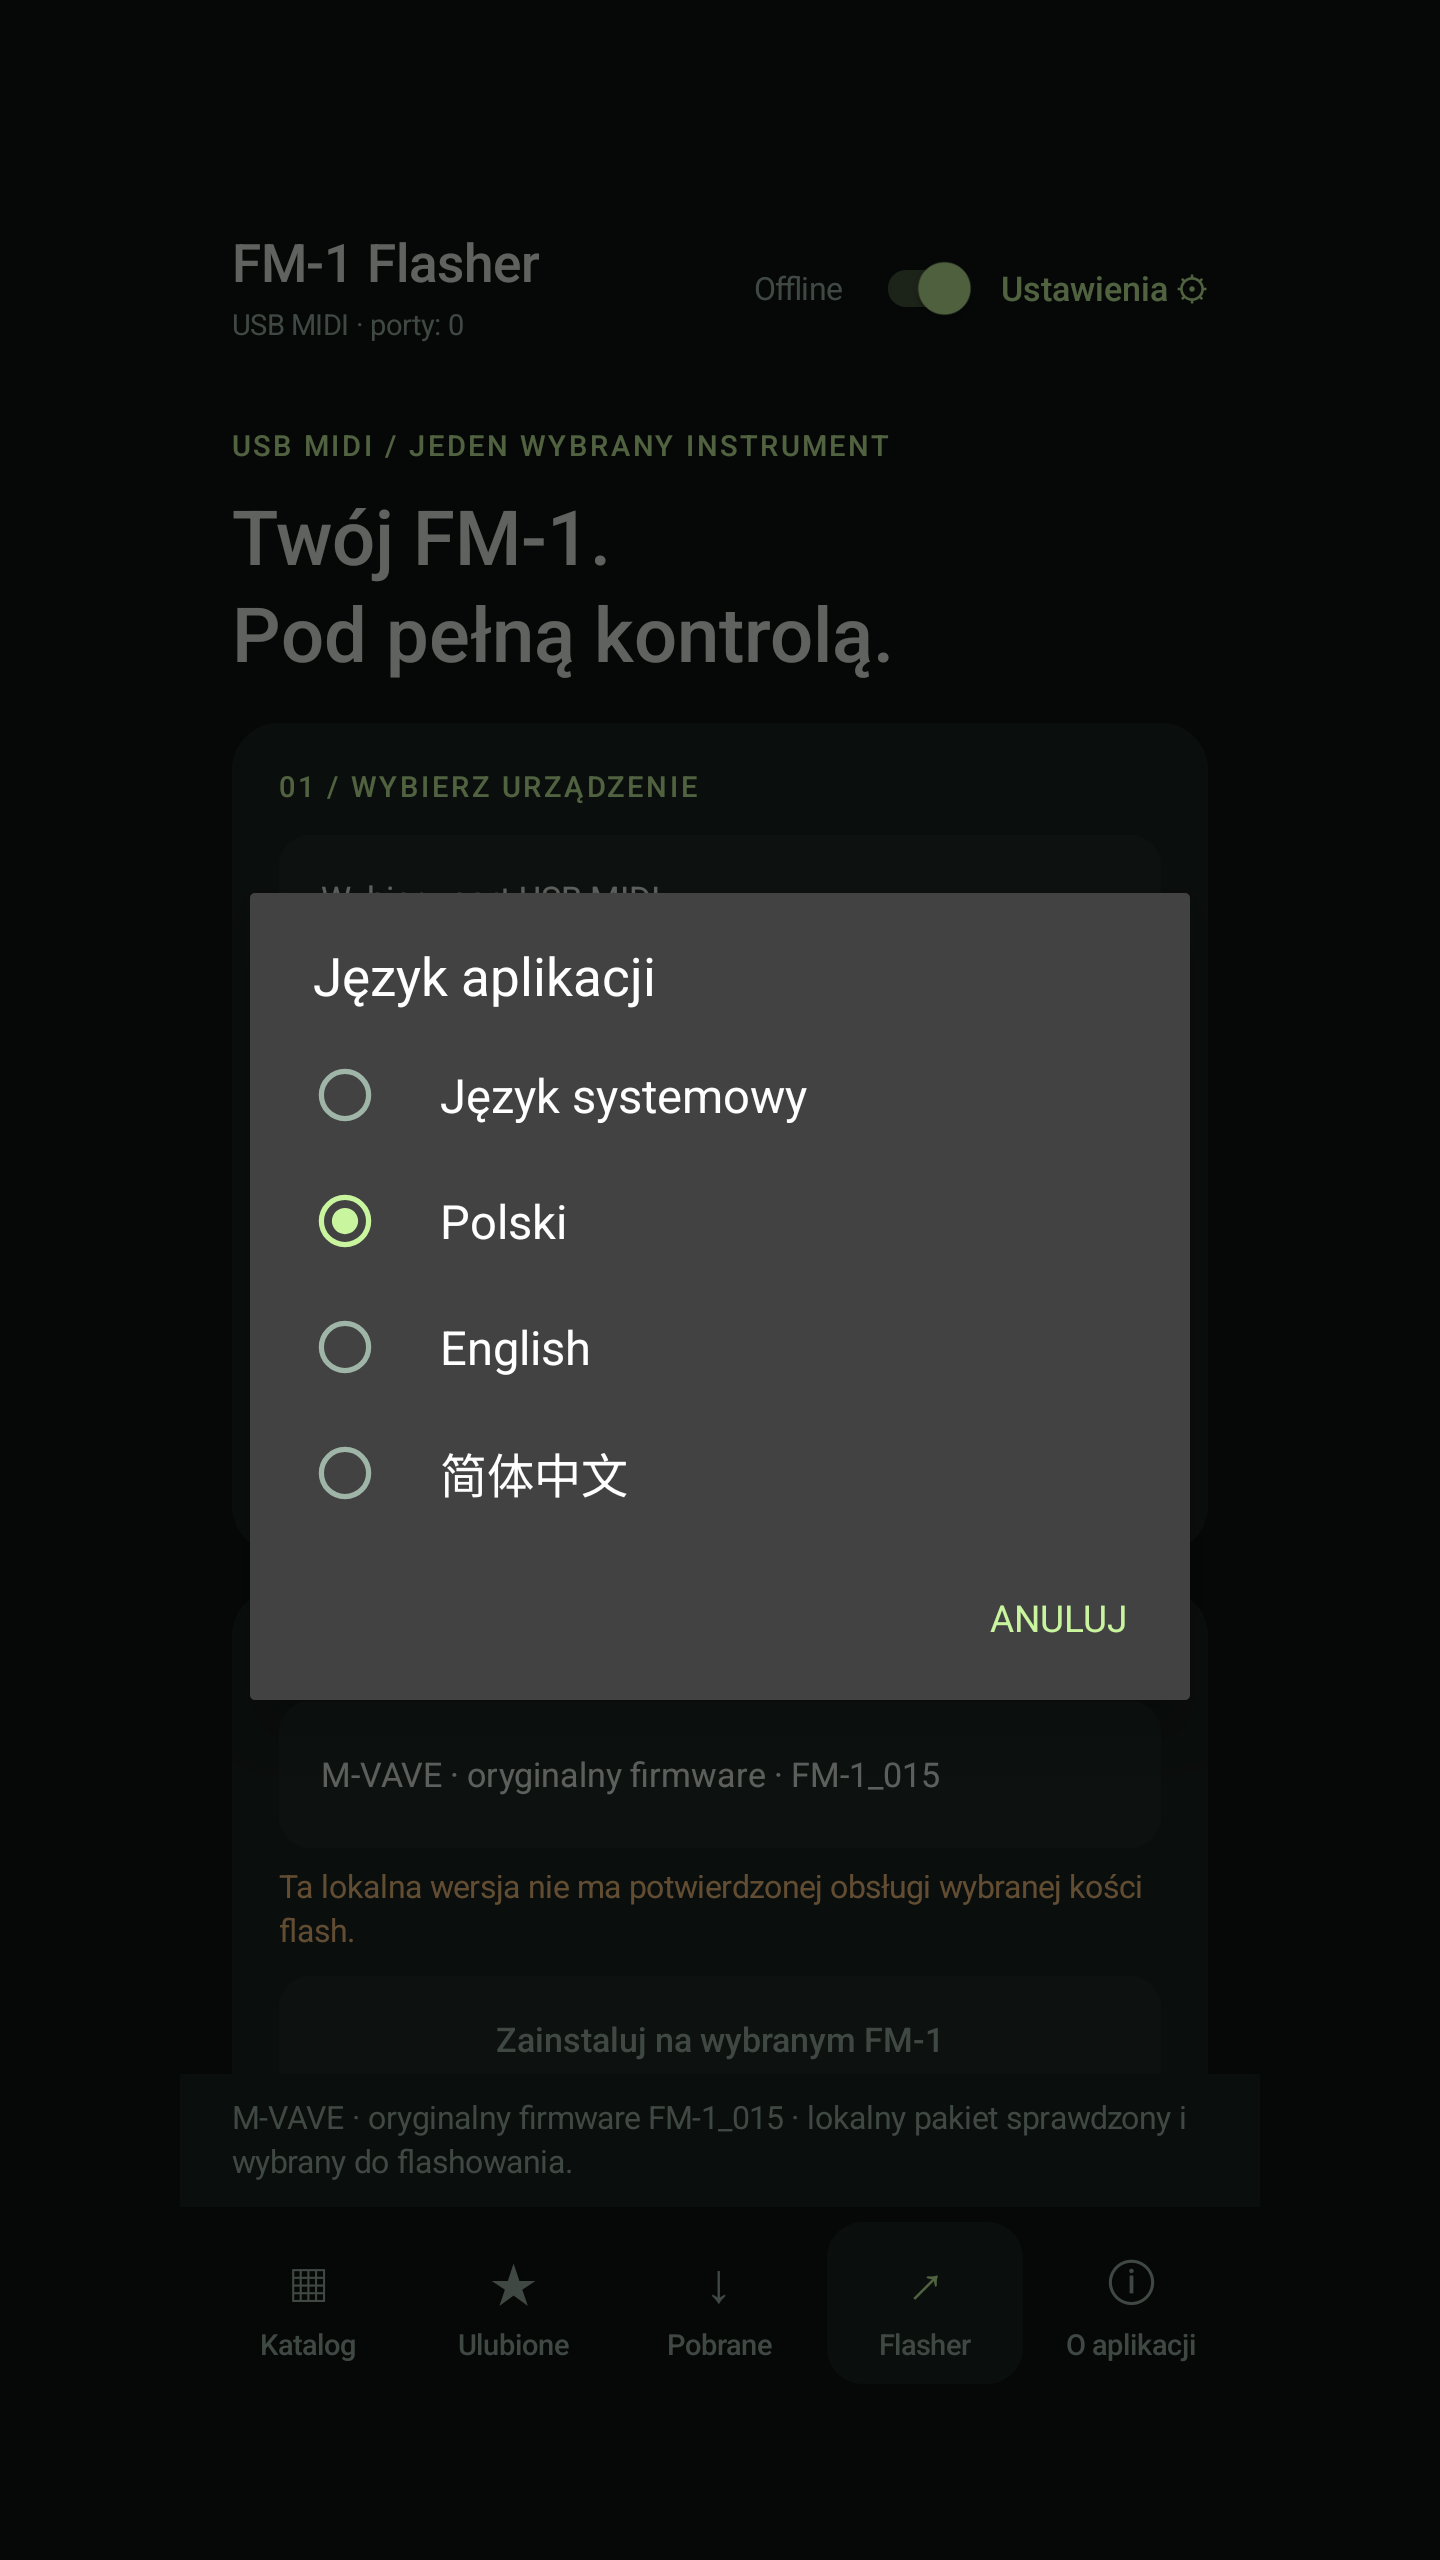 FM-1 Flasher
Offline
Ustawienia
USB MIDI · porty: 0
USB MIDI / JEDEN WYBRANY INSTRUMENT
Twój FM-1.
Pod pełną kontrolą.
01 / WYBIERZ URZĄDZENIE
USB MIDI
Język aplikacji
Język systemowy
Polski
English
简体中文
ANULUJ
M-VAVE · oryginalny firmware · FM-1_015
Ta lokalna wersja nie ma potwierdzonej obsługi wybranej kości
flash.
Zainstaluj na wybranym FM-1
M-VAVE · oryginalny firmware FM-1_015 · lokalny pakiet sprawdzony i
wybrany do flashowania.
Katalog
Ulubione
Pobrane
Flasher
O aplikacji